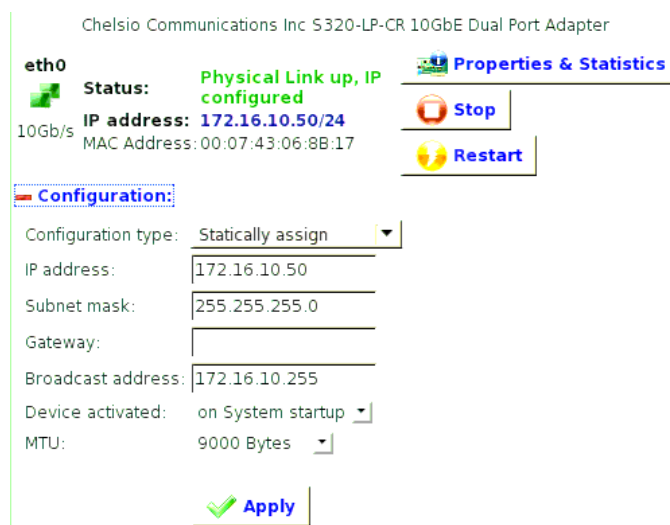 Chelsio Communications Inc S320-LP-CR 10GbE Dual Port Adapter
eth0
10Gb/s
Status: Physical Link up, IP
configured
IP address: 172.16.10.50/24
MAC Address: 00:07:43:06:8B:17
Properties & Statistics
Stop
Restart
Configuration:
Configuration type: Statically assign
IP address: 172.16.10.50
Subnet mask: 255.255.255.0
Gateway:
Broadcast address: 172.16.10.255
Device activated: on System startup
MTU: 9000 Bytes
Apply